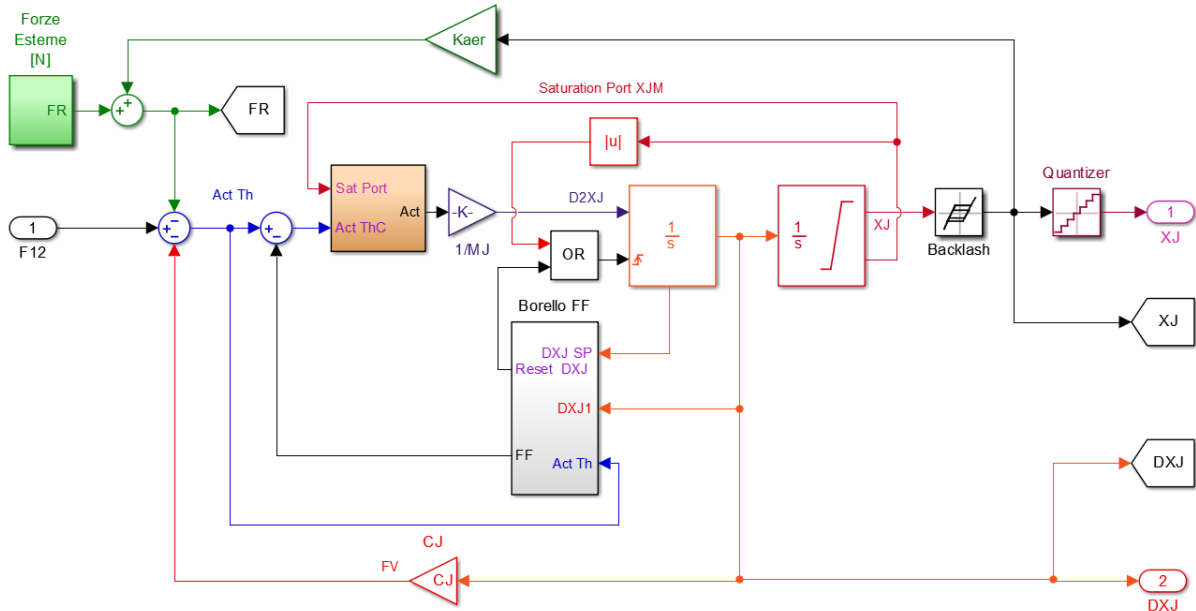 Forze
Esterne
[N]
FR
+
+
FR
Kaer
Saturation Port XJM
|u|
Act Th
Sat Port
Act ThC
Act
-K-
1/MJ
D2XJ
1
s
1
s
XJ
Backlash
Quantizer
1
XJ
1
F12
−
−
+
−
OR
Borello FF
DXJ SP
Reset DXJ
DXJ1
FF
Act Th
XJ
DXJ
CJ
FV
CJ
2
DXJ